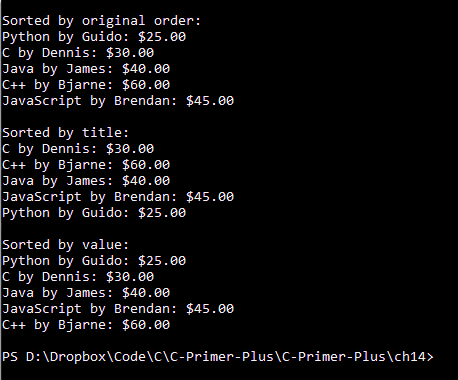 Sorted by original order:
Python by Guido: $25.00
C by Dennis: $30.00
Java by James: $40.00
C++ by Bjarne: $60.00
JavaScript by Brendan: $45.00

Sorted by title:
C by Dennis: $30.00
C++ by Bjarne: $60.00
Java by James: $40.00
JavaScript by Brendan: $45.00
Python by Guido: $25.00

Sorted by value:
Python by Guido: $25.00
C by Dennis: $30.00
Java by James: $40.00
JavaScript by Brendan: $45.00
C++ by Bjarne: $60.00

PS D:\Dropbox\Code\C\C-Primer-Plus\C-Primer-Plus\ch14>